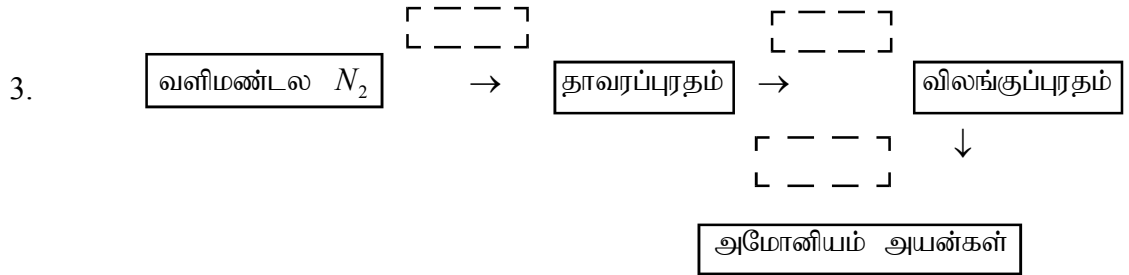 3. வளிமண்டல N₂ → தாவரப்புரதம் → விலங்குப்புரதம்
↓
அமோனியம் அயன்கள்